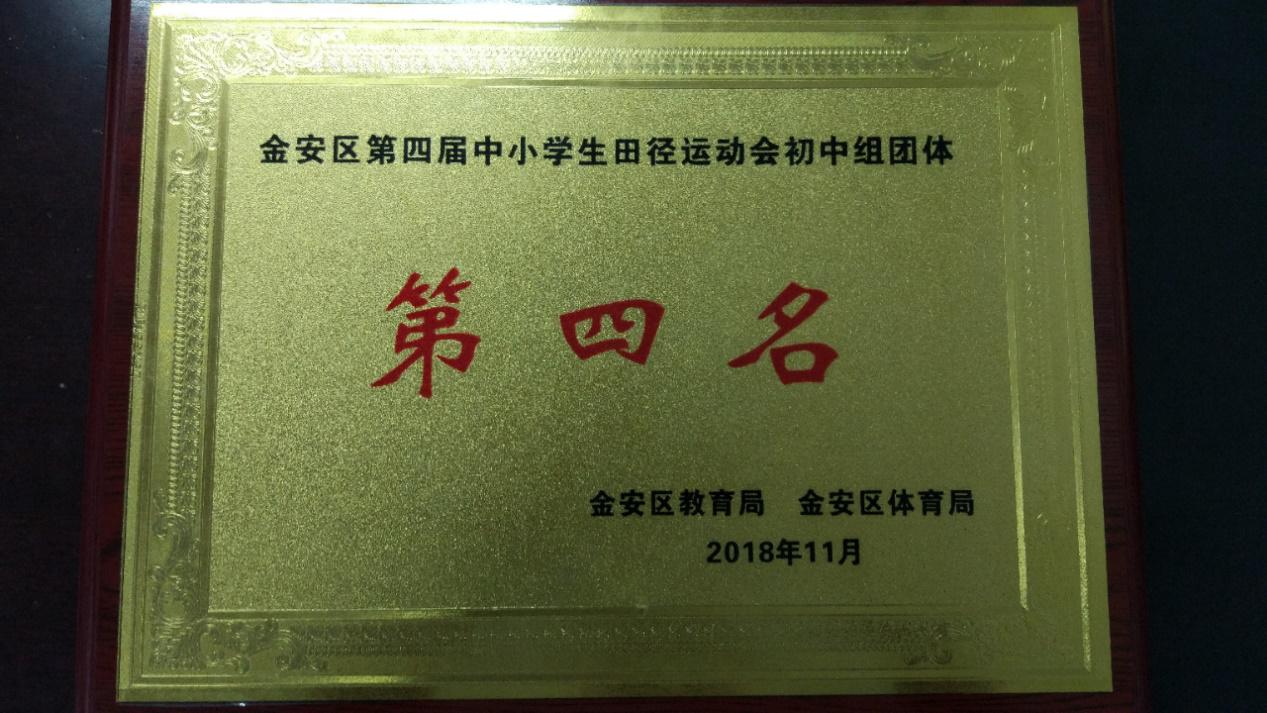 金安区第四届中小学生田径运动会初中组团体
第四名
金安区教育局 金安区体育局
2018年11月